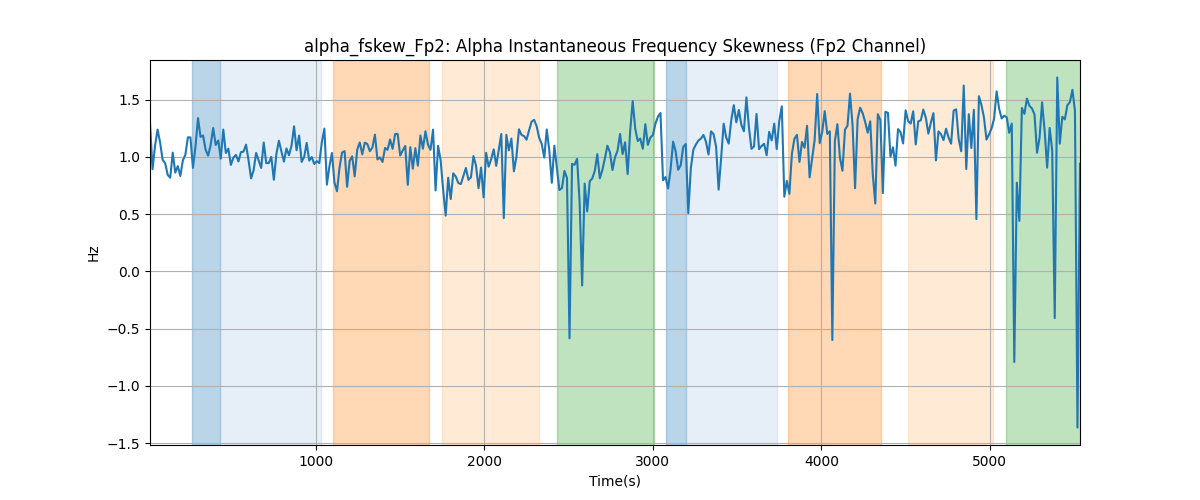 alpha_fskew_Fp2: Alpha Instantaneous Frequency Skewness (Fp2 Channel)
1.5
1.0
0.5
0.0
−0.5
−1.0
−1.5
Hz
1000 2000 3000 4000 5000
Time(s)